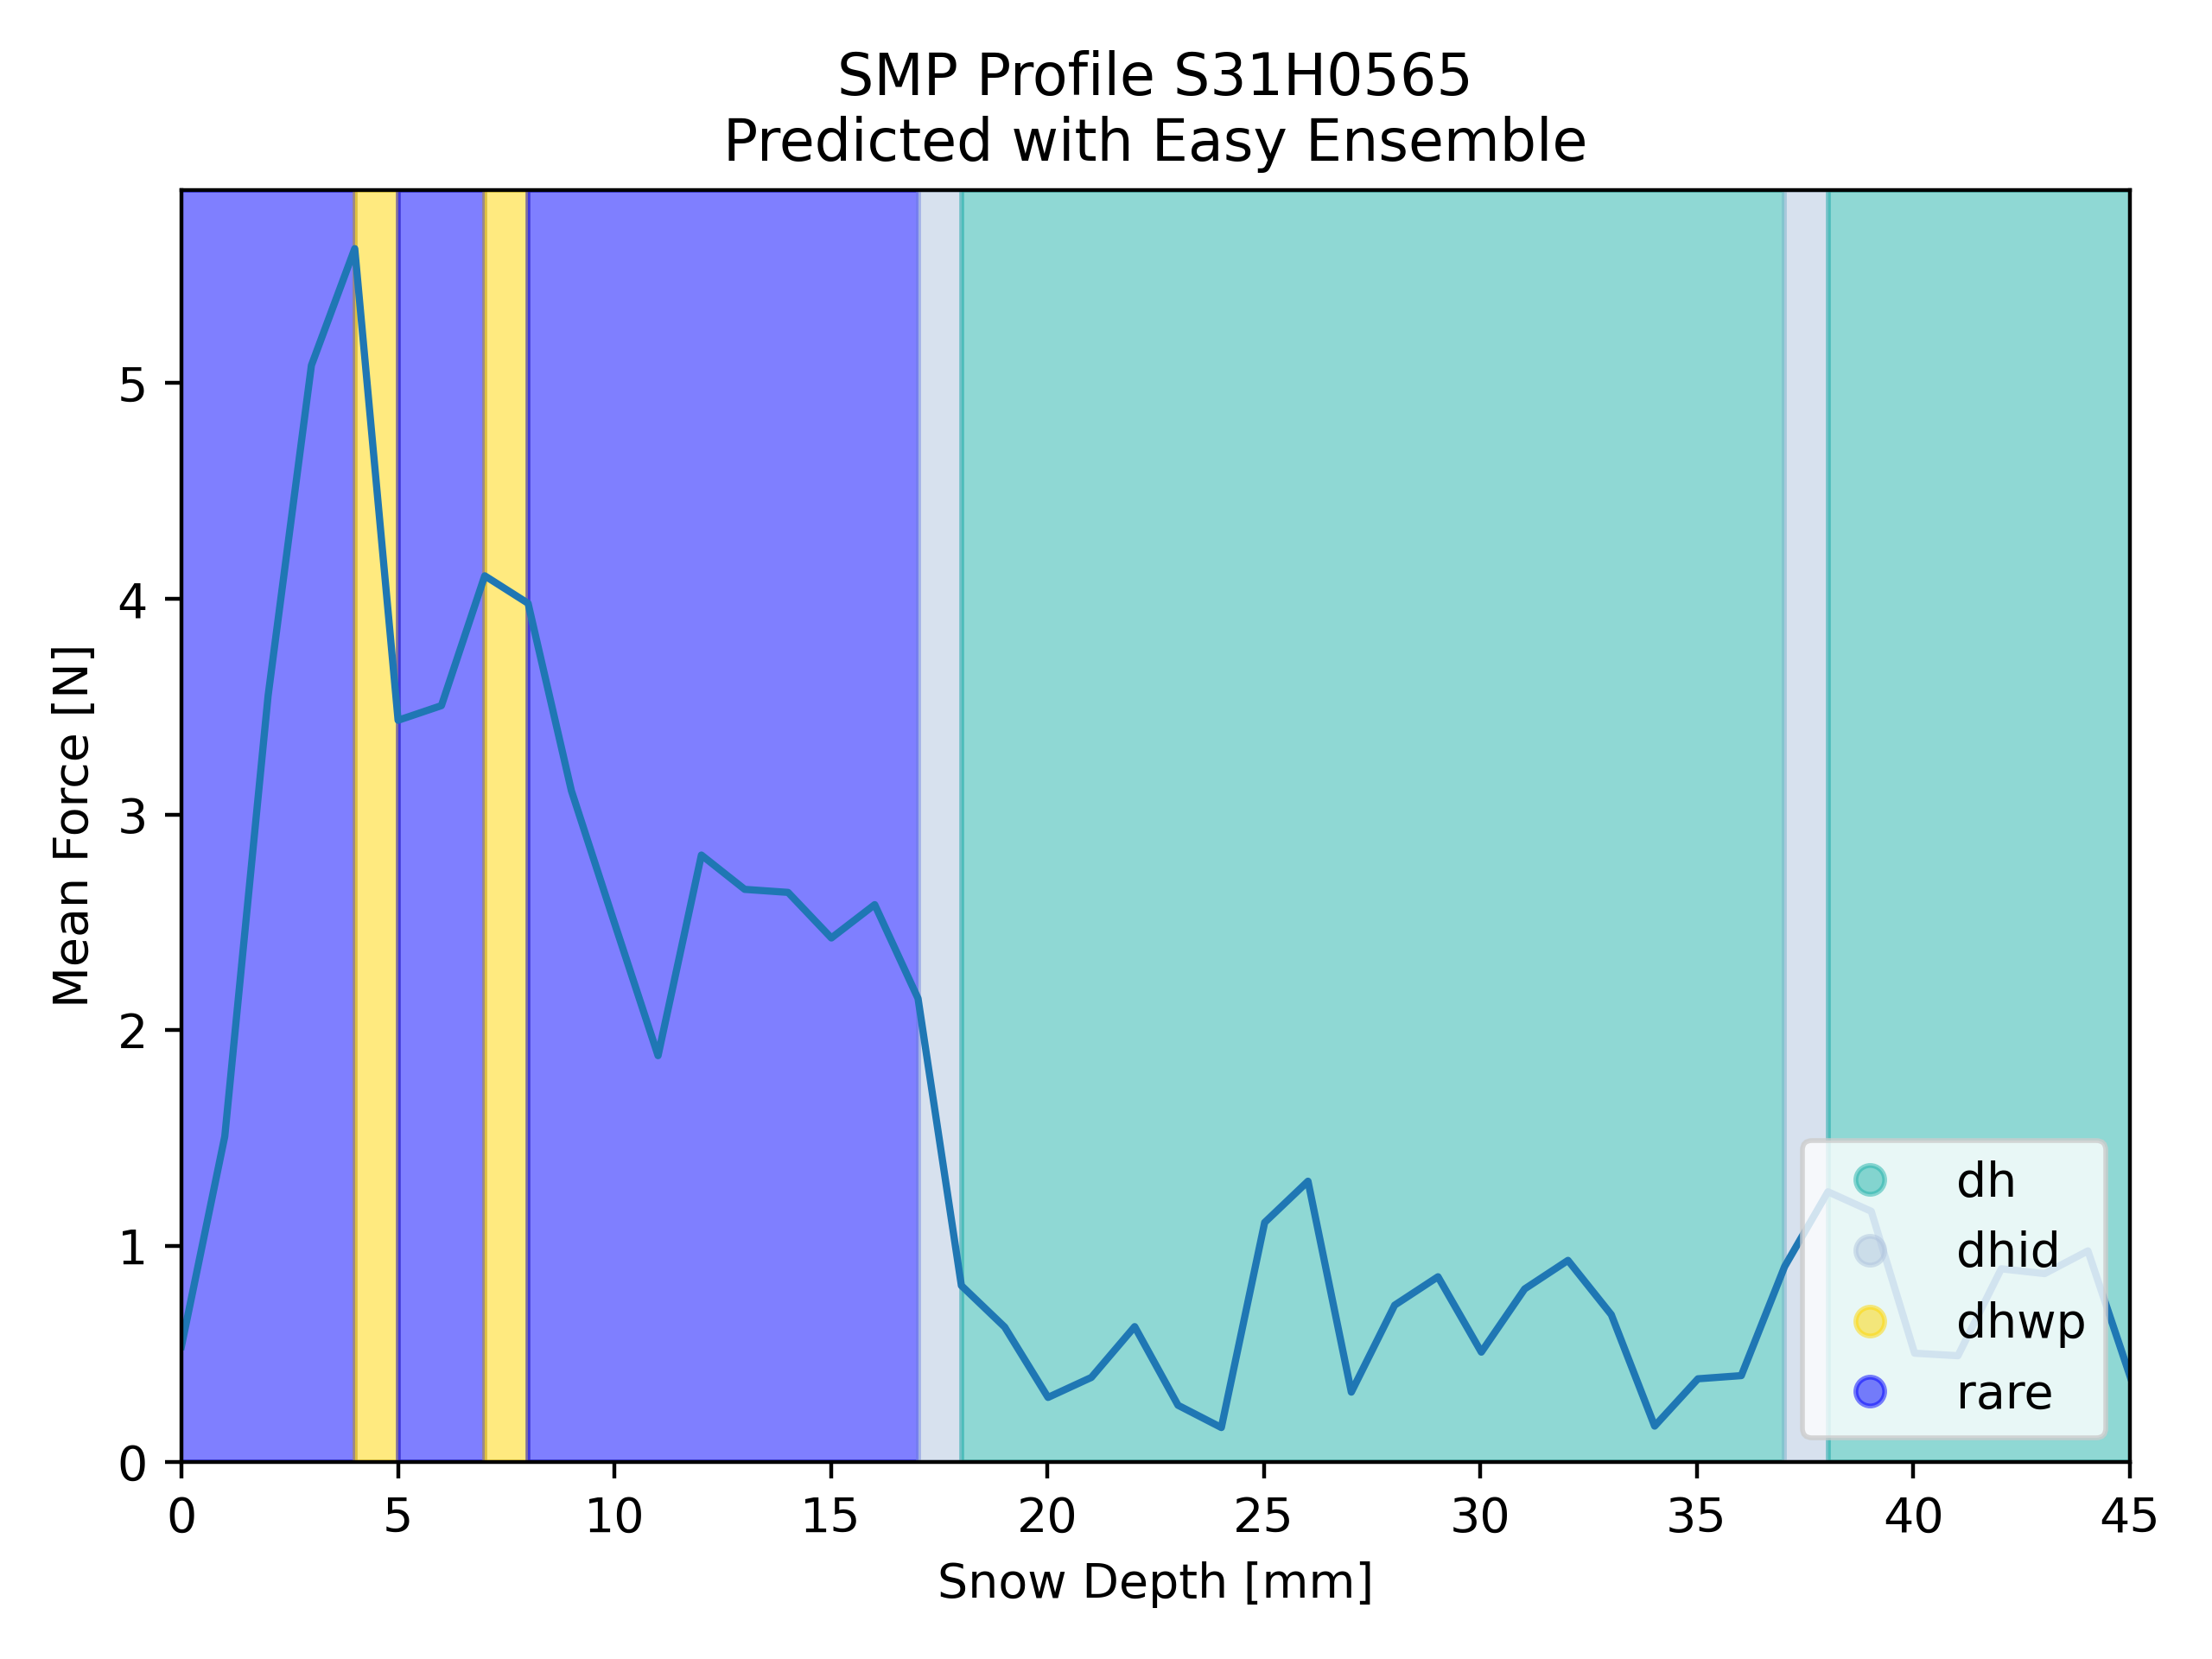 SMP Profile S31H0565
Predicted with Easy Ensemble
Mean Force [N]
5
4
3
2
1
0
dh
dhid
dhwp
rare
0 5 10 15 20 25 30 35 40 45
Snow Depth [mm]